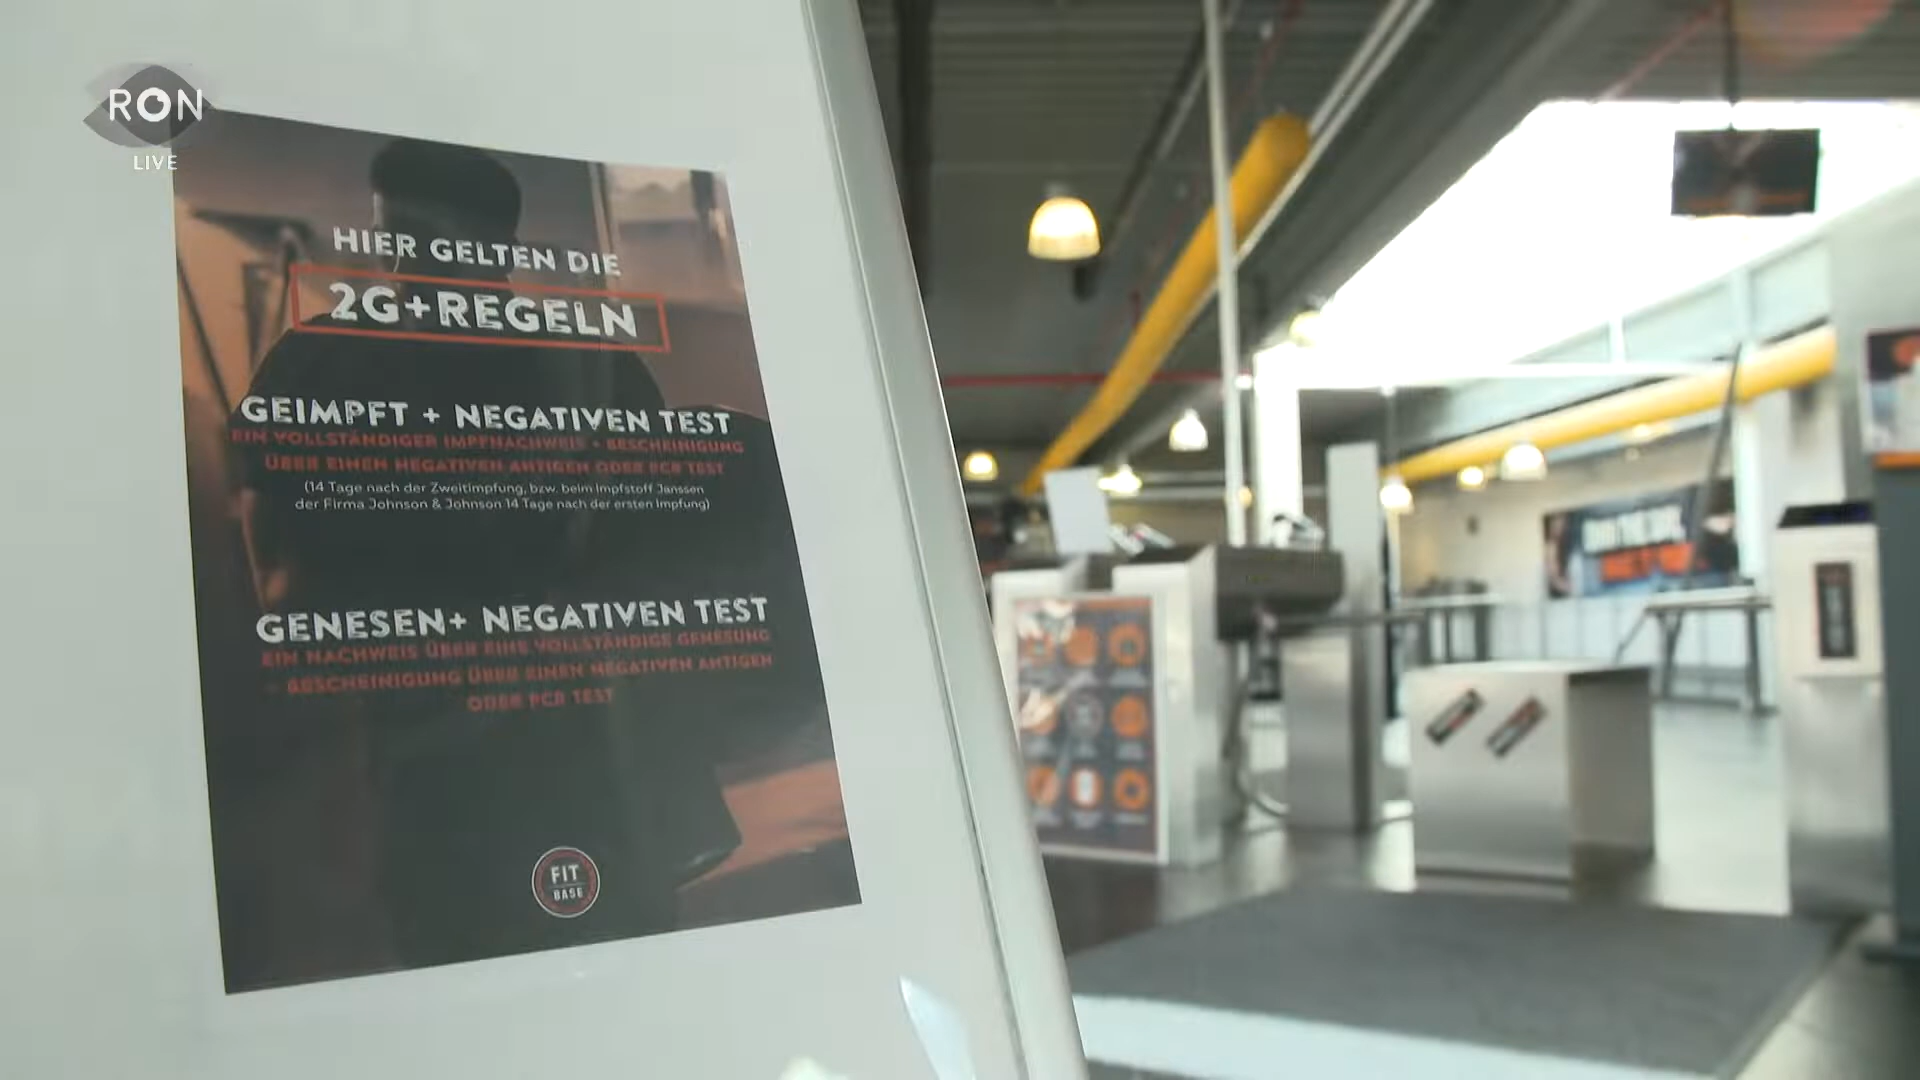 RON
LIVE
HIER GELTEN DIE
2G+REGELN
GEIMPFT + NEGATIVEN TEST
EIN VOLLSTÄNDIGER IMPFNACHWEIS + BESCHEINIGUNG
ÜBER EINEN NEGATIVEN ANTIGEN ODER PCR TEST
(14 Tage nach der Zweitimpfung, bzw. beim Impfstoff Janssen
der Firma Johnson & Johnson 14 Tage nach der ersten Impfung)
GENESEN+ NEGATIVEN TEST
EIN NACHWEIS ÜBER EINE VOLLSTÄNDIGE GENESUNG
+ BESCHEINIGUNG ÜBER EINEN NEGATIVEN ANTIGEN
ODER PCR TEST
FIT
BASE